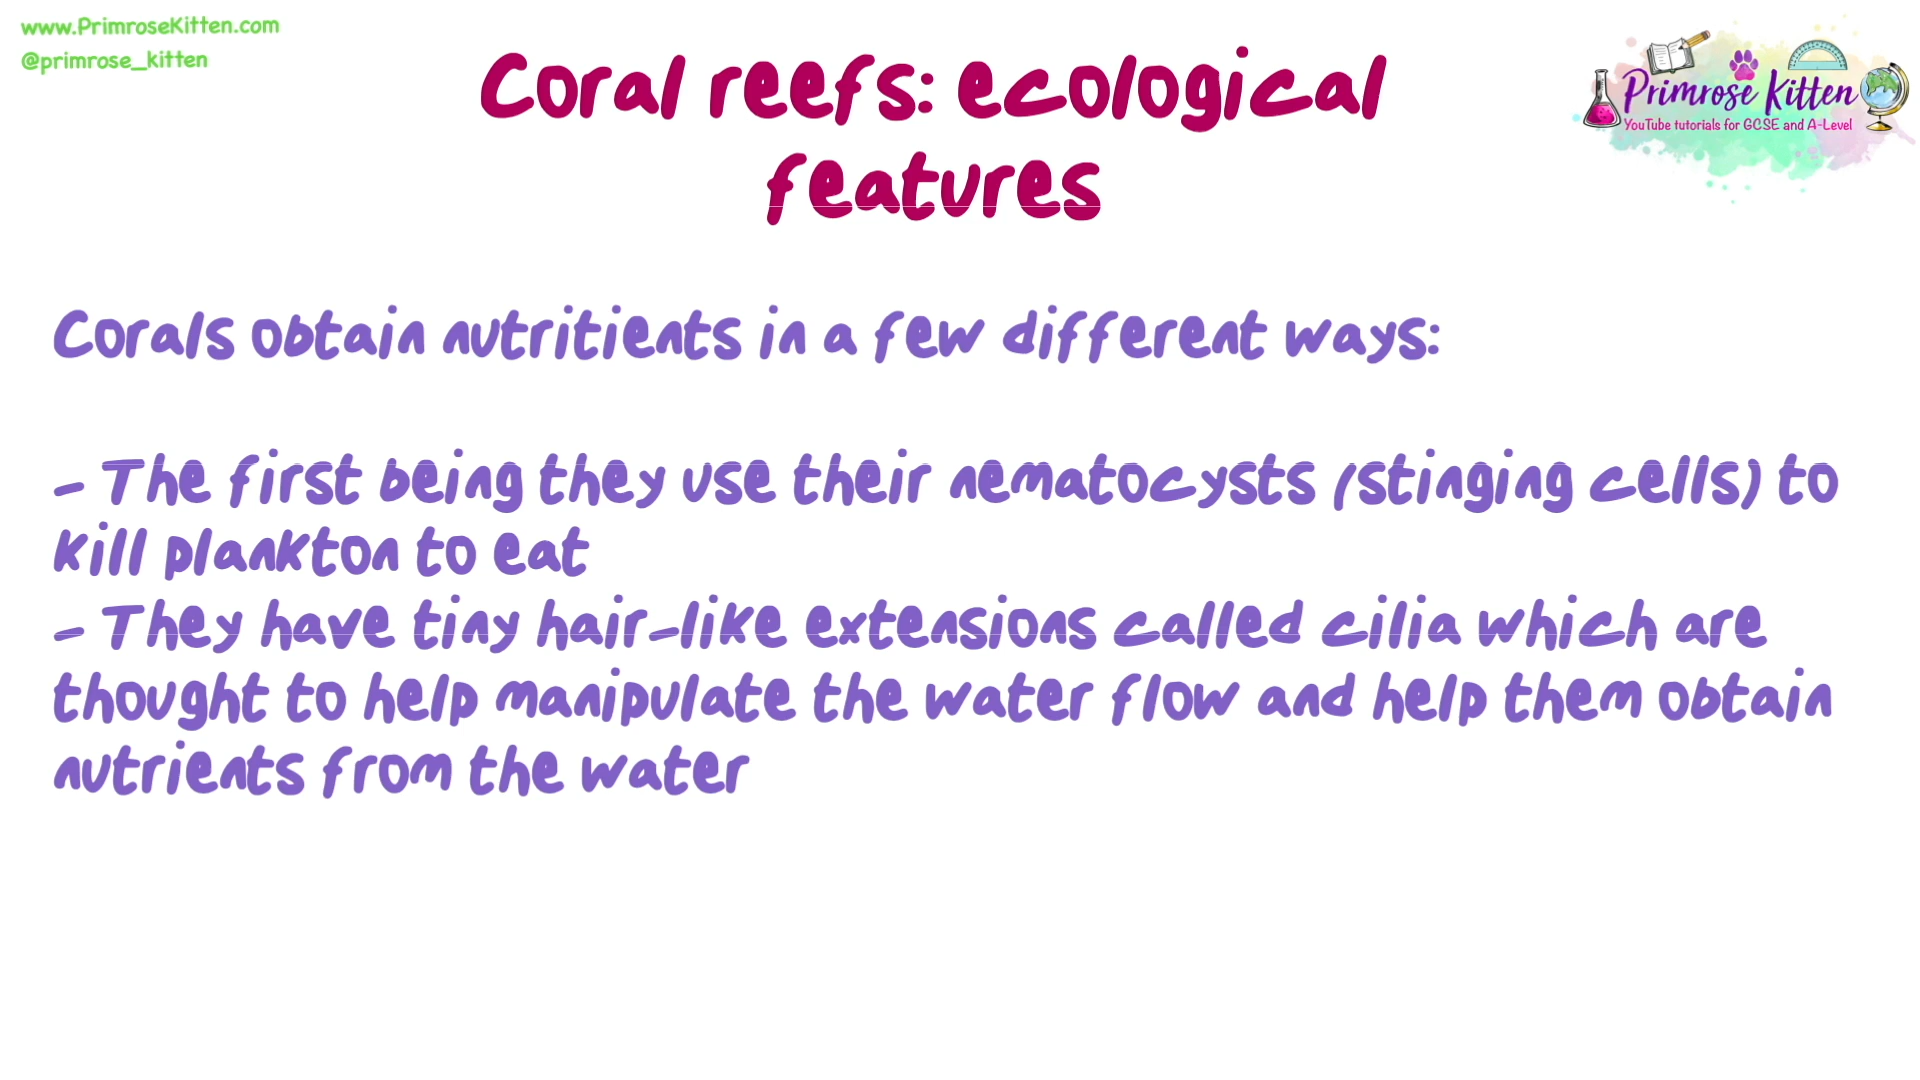 www.PrimroseKitten.com
@primrose_kitten
Coral reefs: ecological
features
Primrose Kitten
YouTube tutorials for GCSE and A-Level
Corals obtain nutritients in a few different ways:
- The first being they use their nematocysts (stinging cells) to
kill plankton to eat
- They have tiny hair-like extensions called cilia which are
thought to help manipulate the water flow and help them obtain
nutrients from the water